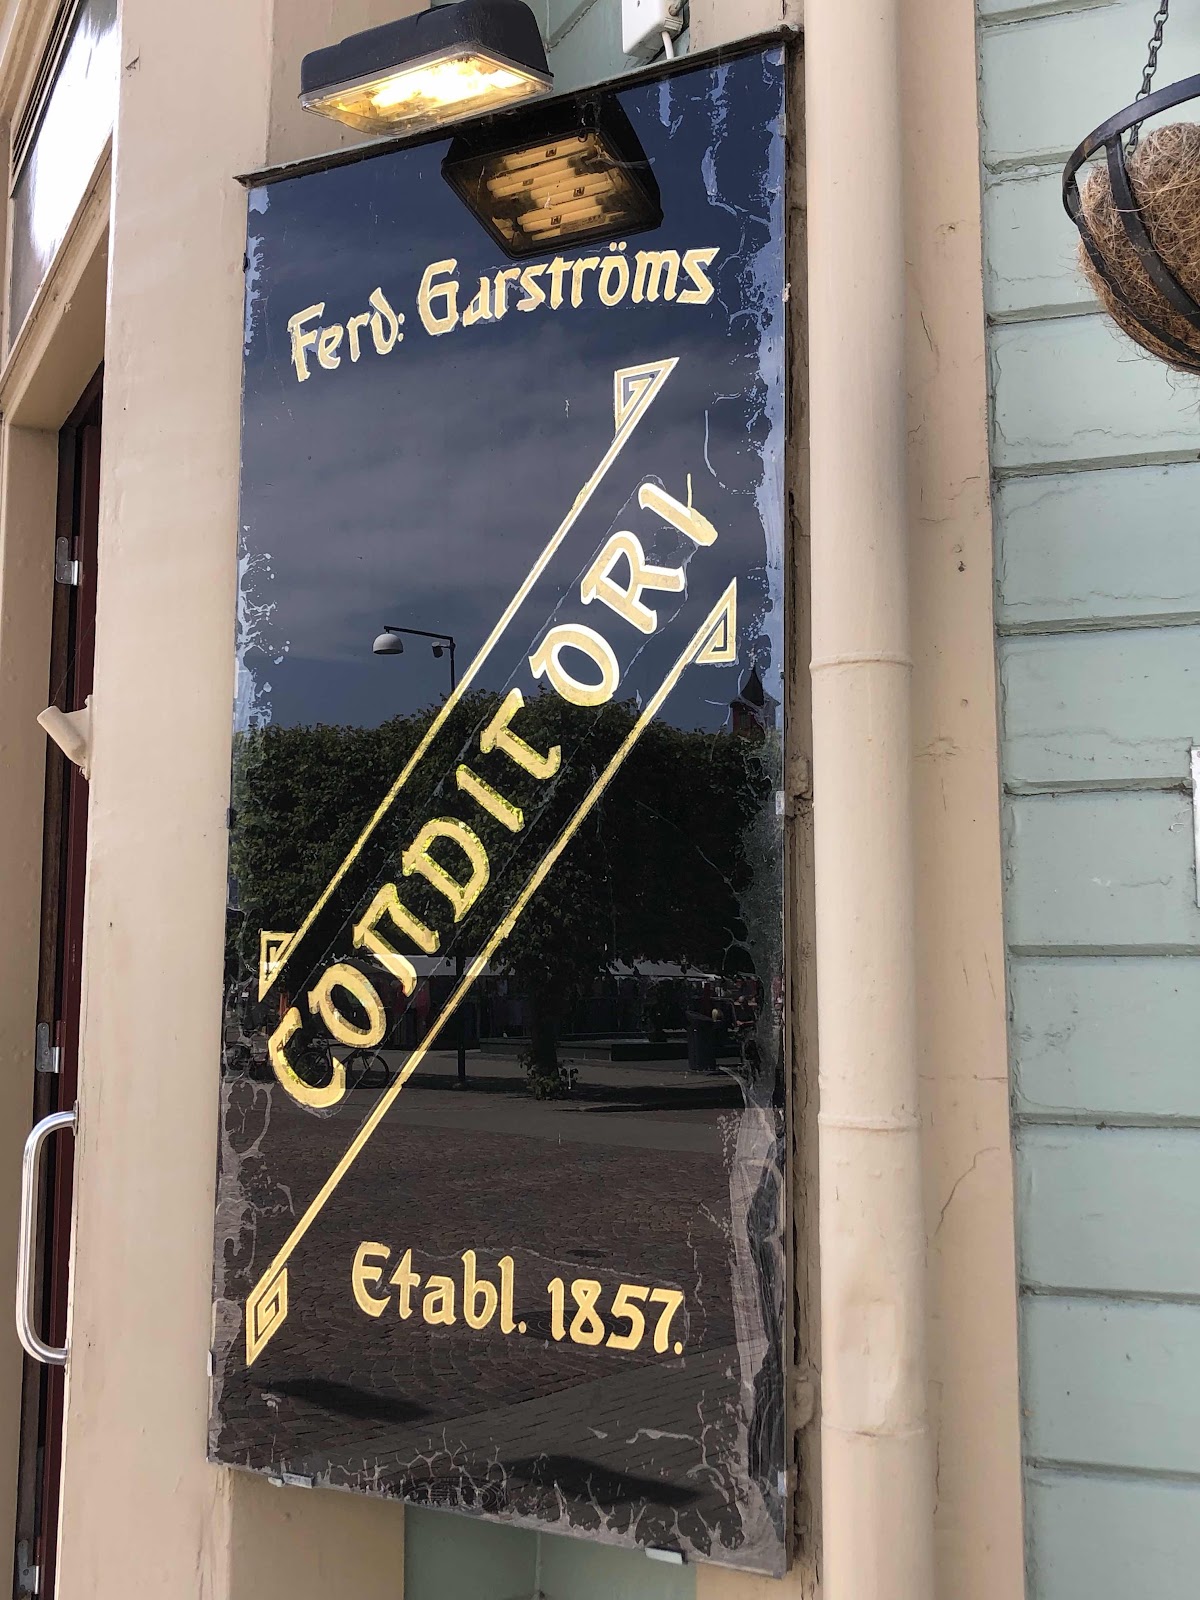 Ferd: Garströms
CONDITORI
Etabl. 1857.